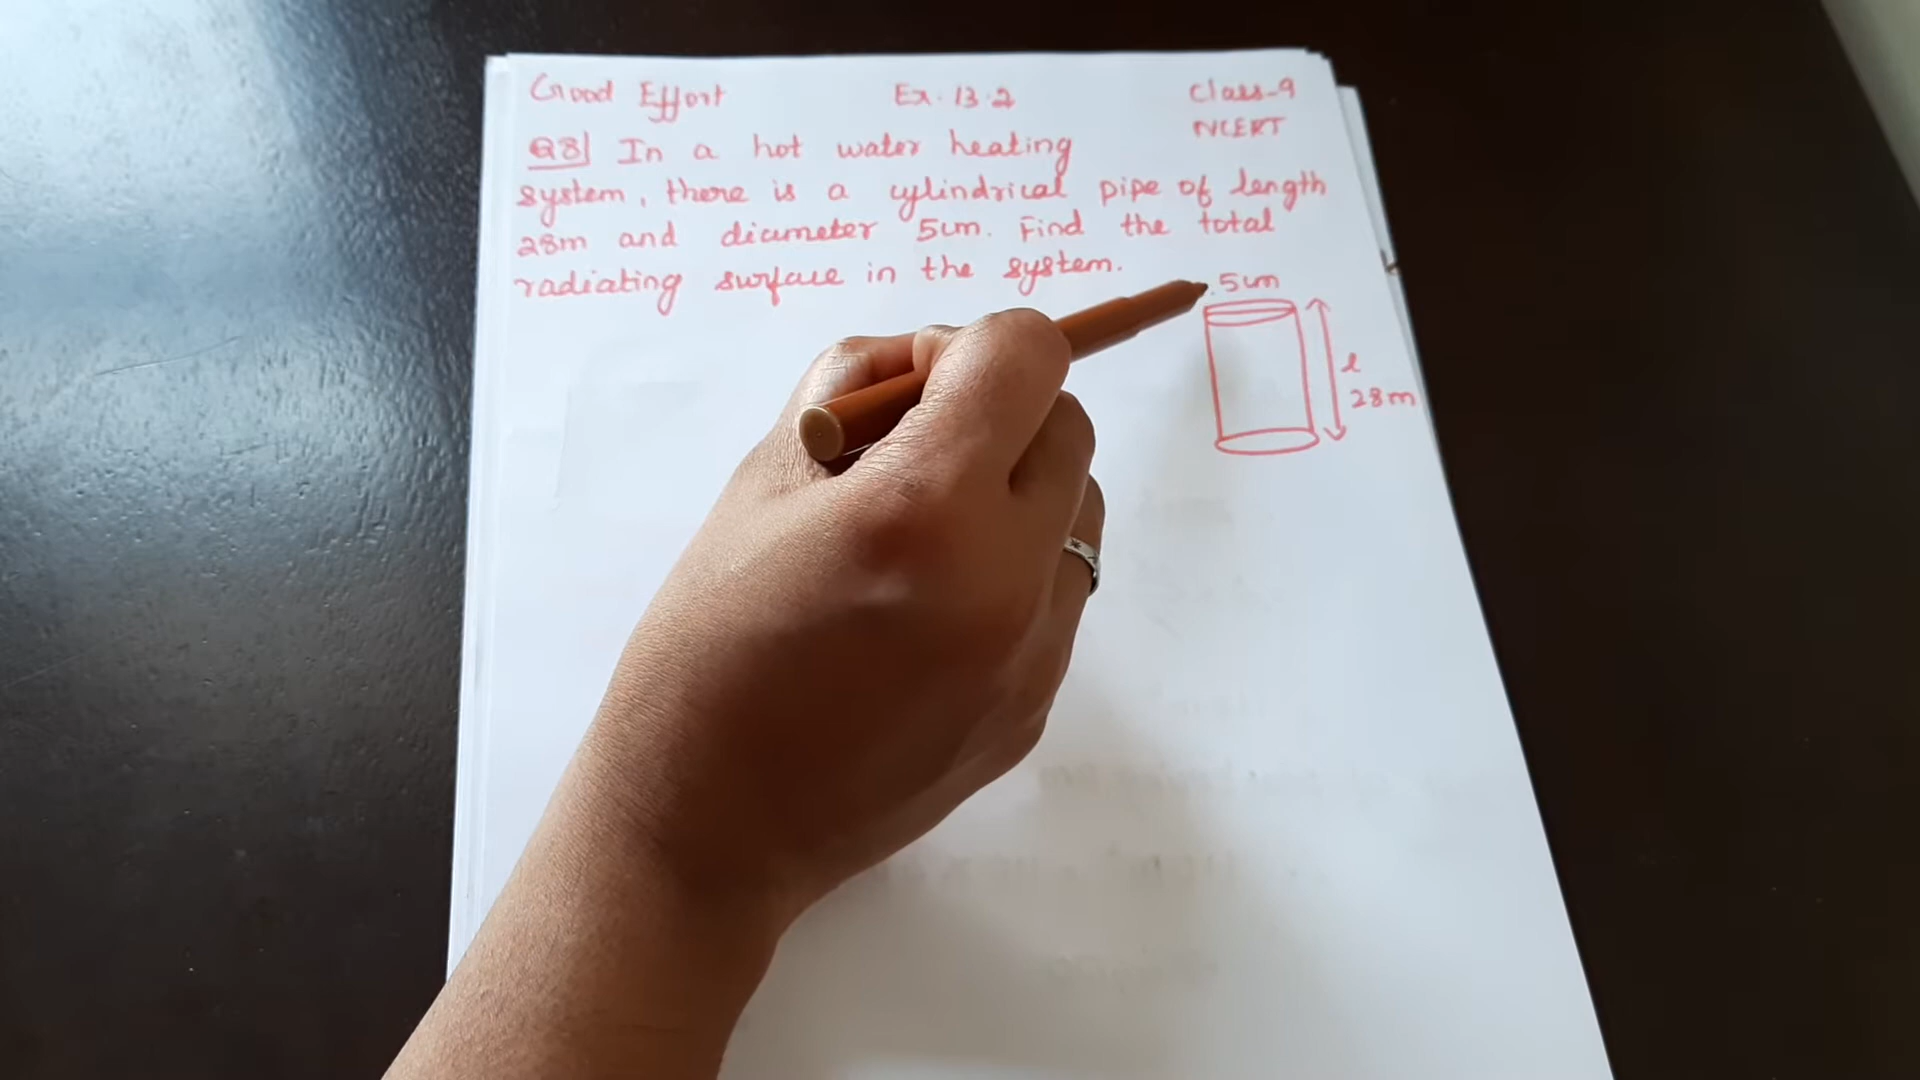 Good Effort Ex. 13.2 Class-9
NCERT
Q8| In a hot water heating
system, there is a cylindrical pipe of length
28m and diameter 5cm. Find the total
radiating surface in the system.
5cm
l
28m